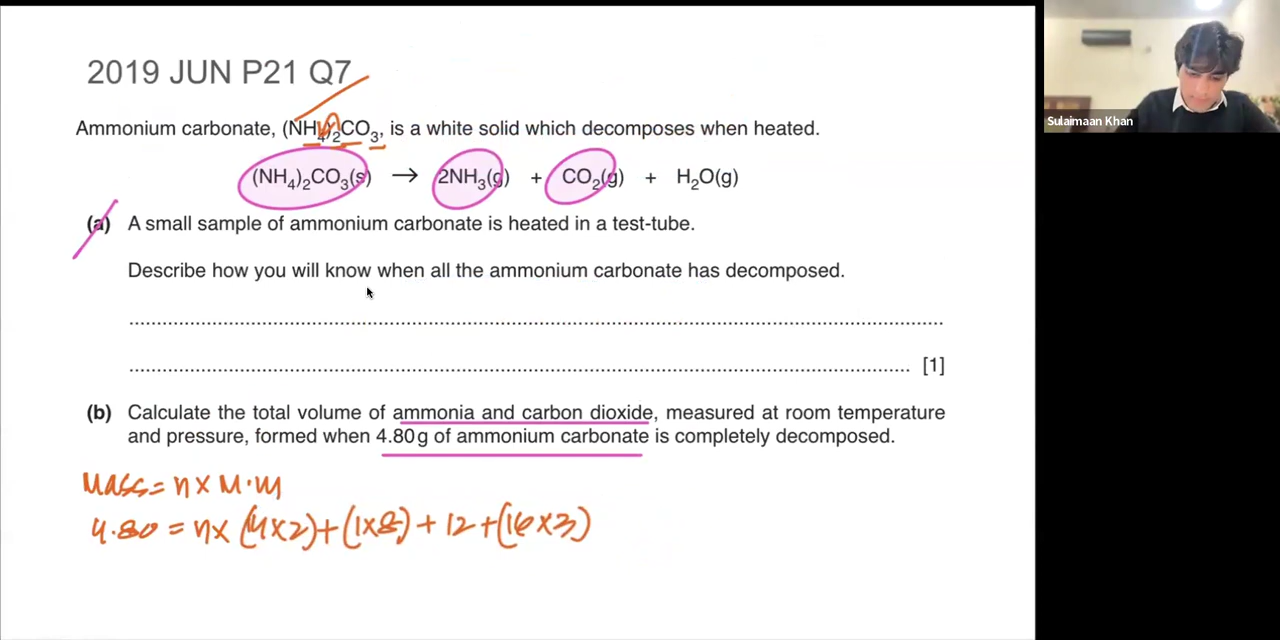 2019 JUN P21 Q7
Sulaimaan Khan
Ammonium carbonate, (NH₄)₂CO₃, is a white solid which decomposes when heated.
(NH₄)₂CO₃(s) → 2NH₃(g) + CO₂(g) + H₂O(g)
(a) A small sample of ammonium carbonate is heated in a test-tube.
Describe how you will know when all the ammonium carbonate has decomposed.
..........................................................................................
.......................................................................................... [1]
(b) Calculate the total volume of ammonia and carbon dioxide, measured at room temperature
and pressure, formed when 4.80 g of ammonium carbonate is completely decomposed.
Mass = n × M.M
4.80 = n × (14×2) + (1×8) + 12 + (16×3)